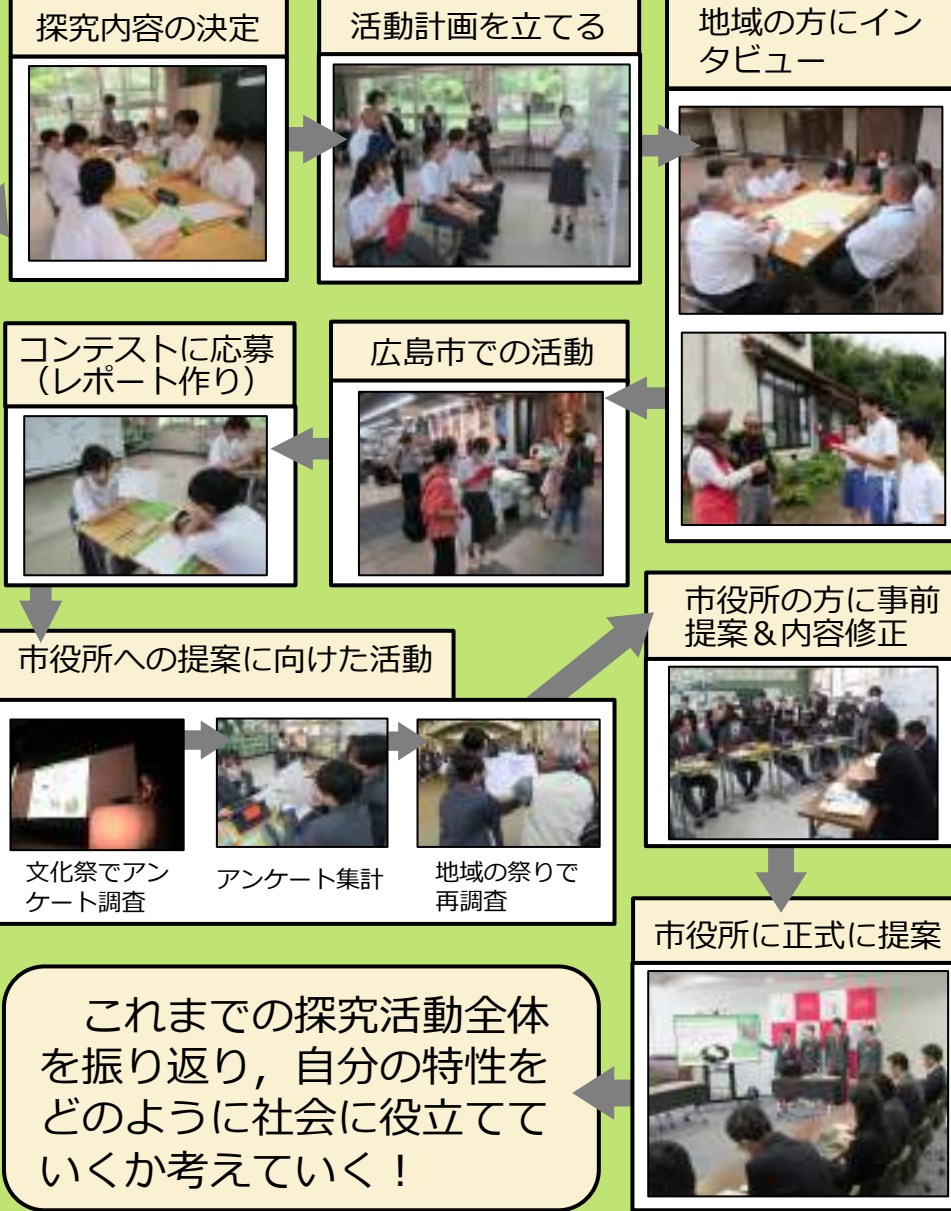 探究内容の決定
活動計画を立てる
地域の方にイン
タビュー
広島市での活動
コンテストに応募
（レポート作り）
市役所への提案に向けた活動
文化祭でアン
ケート調査
アンケート集計
地域の祭りで
再調査
市役所の方に事前
提案＆内容修正
市役所に正式に提案
これまでの探究活動全体
を振り返り，自分の特性を
どのように社会に役立てて
いくか考えていく！